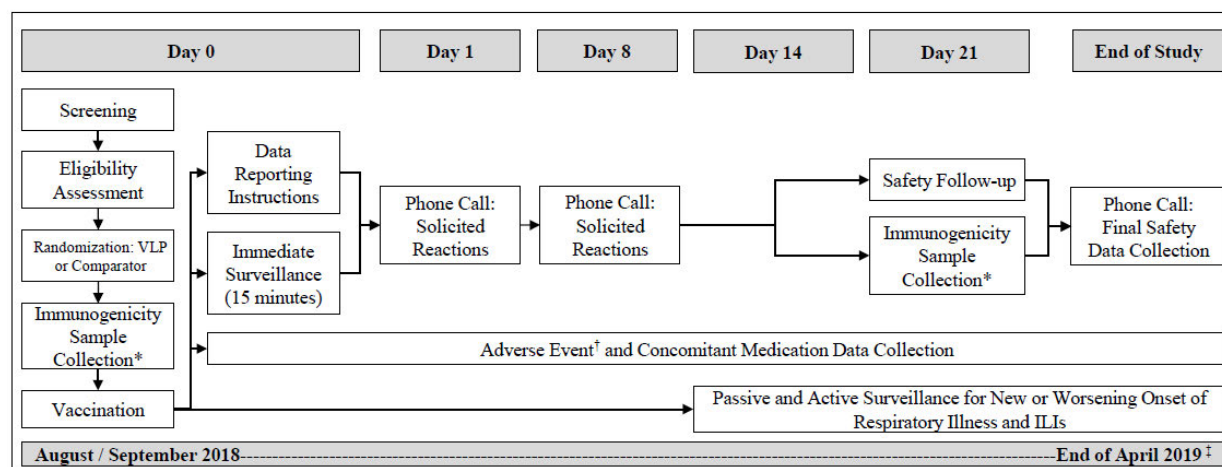 Day 0
Day 1
Day 8
Day 14
Day 21
End of Study
Screening
Eligibility
Assessment
Randomization: VLP
or Comparator
Immunogenicity
Sample
Collection*
Vaccination
Data
Reporting
Instructions
Immediate
Surveillance
(15 minutes)
Phone Call:
Solicited
Reactions
Phone Call:
Solicited
Reactions
Safety Follow-up
Immunogenicity
Sample
Collection*
Phone Call:
Final Safety
Data Collection
Adverse Event† and Concomitant Medication Data Collection
Passive and Active Surveillance for New or Worsening Onset of
Respiratory Illness and ILIs
August / September 2018--------------------End of April 2019 ‡